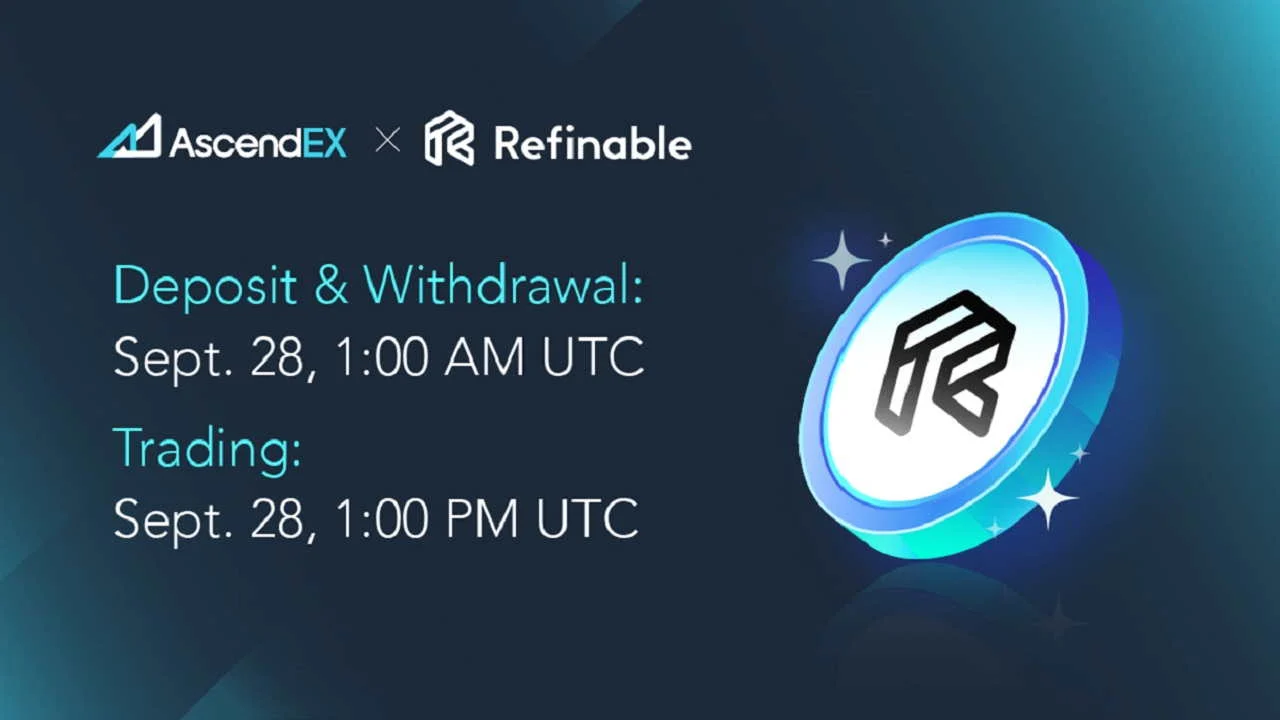 AscendEX × Refinable
Deposit & Withdrawal:
Sept. 28, 1:00 AM UTC
Trading:
Sept. 28, 1:00 PM UTC